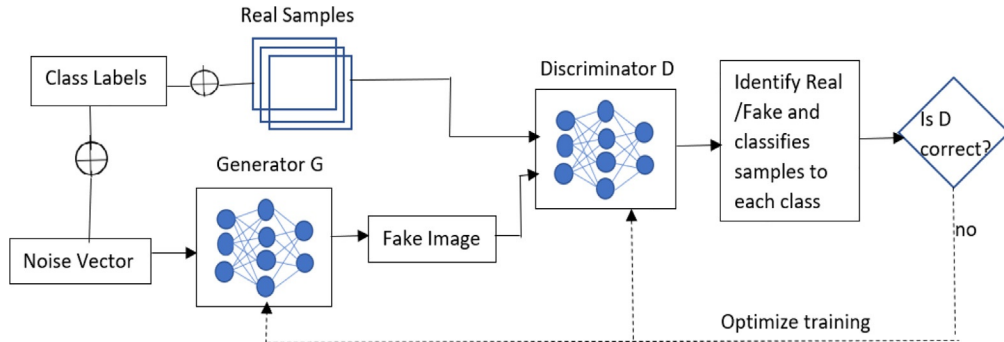 Real Samples
Class Labels
Discriminator D
Identify Real
/Fake and
classifies
samples to
each class
Is D
correct?
Generator G
Noise Vector
Fake Image
no
Optimize training